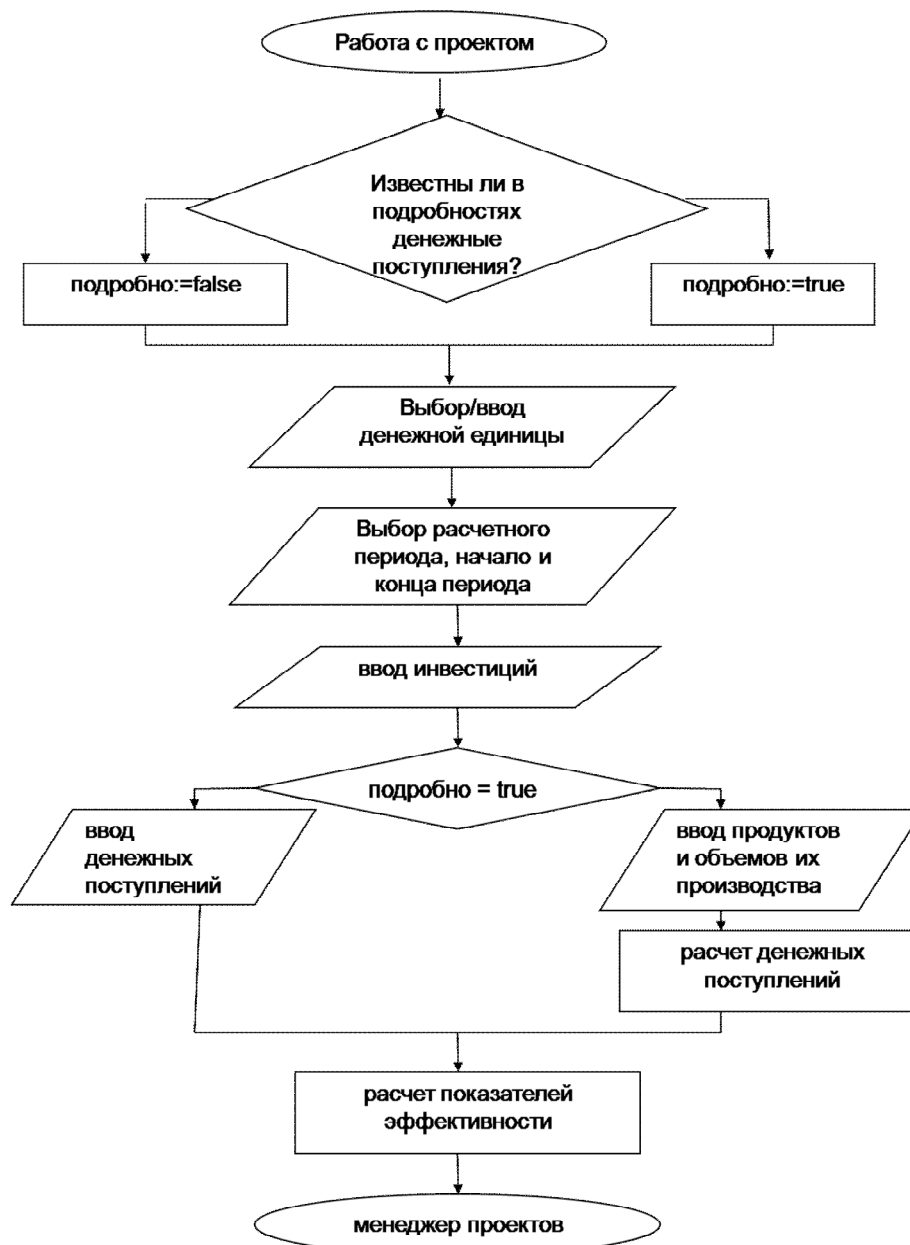 Работа с проектом
Известны ли в
подробностях
денежные
поступления?
подробно:=false
подробно:=true
Выбор/ввод
денежной единицы
Выбор расчетного
периода, начало и
конца периода
ввод инвестиций
подробно = true
ввод
денежных
поступлений
ввод продуктов
и объемов их
производства
расчет денежных
поступлений
расчет показателей
эффективности
менеджер проектов